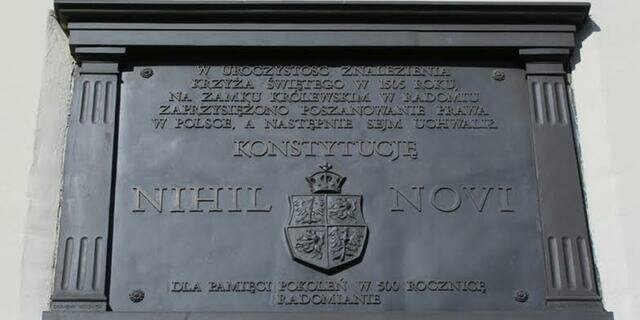 W UROCZYSTOŚĆ ZNALEZIENIA
KRZYŻA ŚWIĘTEGO W 1505 ROKU,
NA ZAMKU KRÓLEWSKIM W RADOMIU
ZAPRZYSIĘŻONO POSZANOWANIE PRAWA
W POLSCE, A NASTĘPNIE SEJM UCHWALIŁ
KONSTYTUCJĘ
NIHIL NOVI
DLA PAMIĘCI POKOLEŃ W 500 ROCZNICĘ
RADOMIANIE